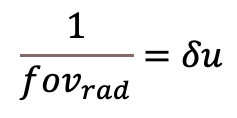 1/fov_rad = δu